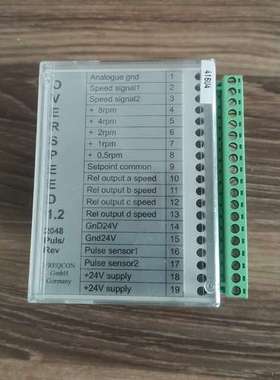 Analogue gnd 1
Speed signal1 2
Speed signal2 3
+ 8rpm 4
+ 4rpm 5
+ 2rpm 6
+ 1rpm 7
+ 0,5rpm 8
Setpoint common 9
Rel output a speed 10
Rel output b speed 11
Rel output c speed 12
Rel output d speed 13
GnD24V 14
Gnd24V 15
Pulse sensor1 16
Pulse sensor2 17
+24V supply 18
+24V supply 19
OVERSPEED
1.2
2048
Puls/
Rev
FREQCON
GmbH
Germany